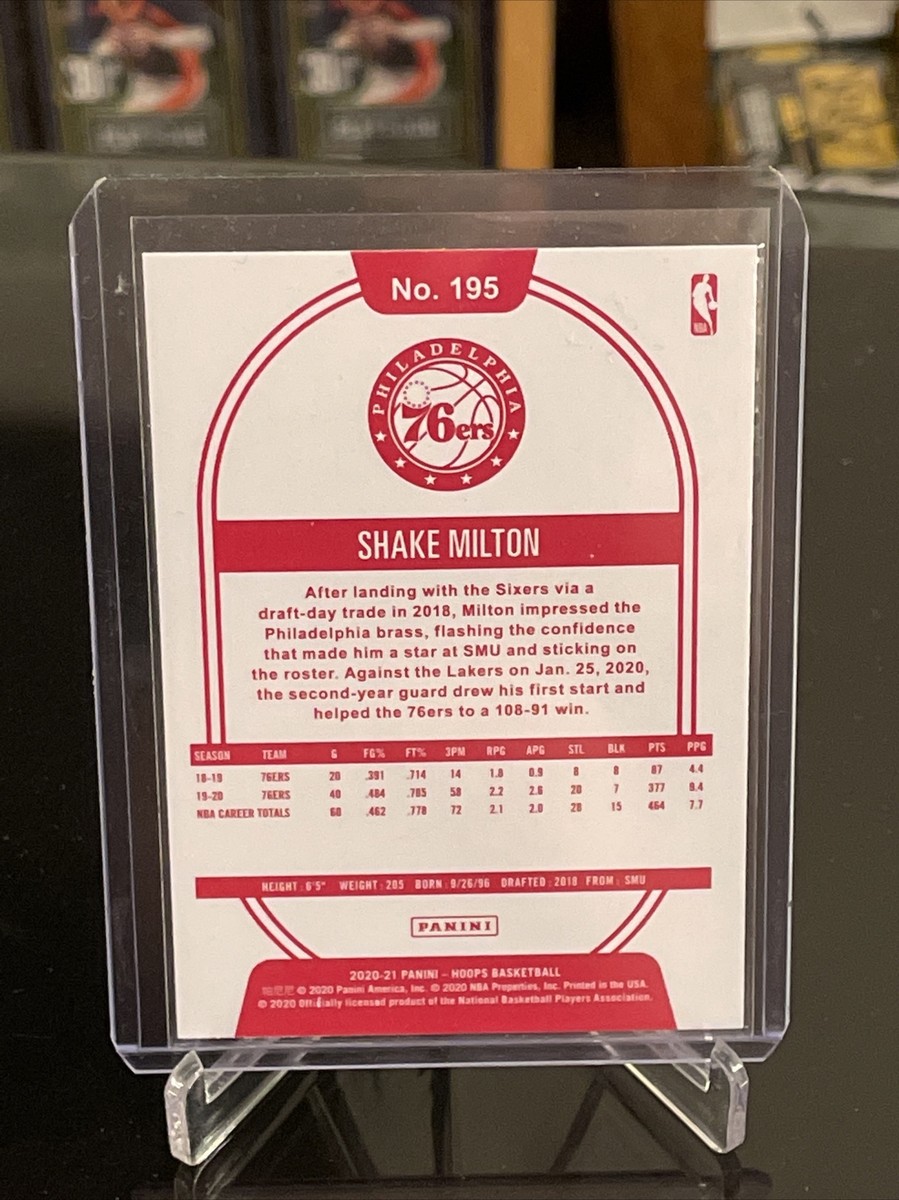 No. 195
NBA
PHILADELPHIA
76ers
SHAKE MILTON
After landing with the Sixers via a
draft-day trade in 2018, Milton impressed the
Philadelphia brass, flashing the confidence
that made him a star at SMU and sticking on
the roster. Against the Lakers on Jan. 25, 2020,
the second-year guard drew his first start and
helped the 76ers to a 108-91 win.
SEASON TEAM G FG% FT% 3PM RPG APG STL BLK PTS PPG
18-19 76ERS 20 .391 .714 14 1.8 0.9 8 8 87 4.4
19-20 76ERS 40 .484 .785 58 2.2 2.6 20 7 377 9.4
NBA CAREER TOTALS 60 .462 .778 72 2.1 2.0 28 15 464 7.7
HEIGHT: 6'5" WEIGHT: 205 BORN: 9/26/96 DRAFTED: 2018 FROM: SMU
PANINI
2020-21 PANINI – HOOPS BASKETBALL
© 2020 Panini America, Inc. © 2020 NBA Properties, Inc. Printed in the USA.
© 2020 Officially licensed product of the National Basketball Players Association.